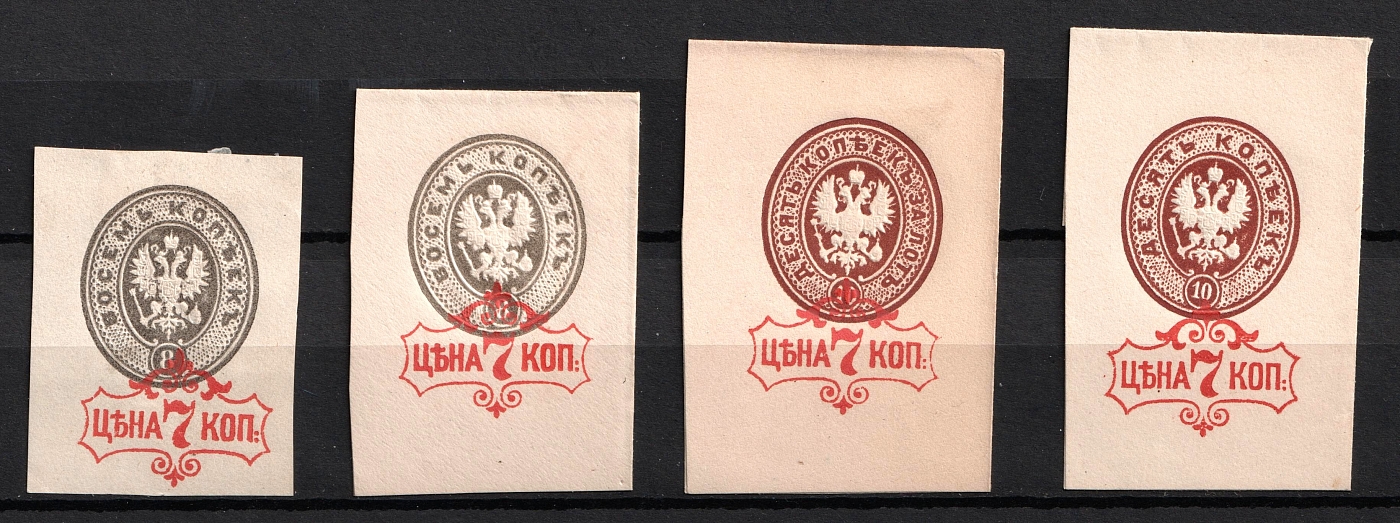 ВОСЕМЬ КОПѢЕКЪ
8
ЦѢНА 7 КОП:
ВОСЕМЬ КОПѢЕКЪ
ЦѢНА 7 КОП:
ДЕСЯТЬ КОПѢЕКЪ ЗА ЛОТЪ
10
ЦѢНА 7 КОП:
ДЕСЯТЬ КОПѢЕКЪ
10
ЦѢНА 7 КОП: